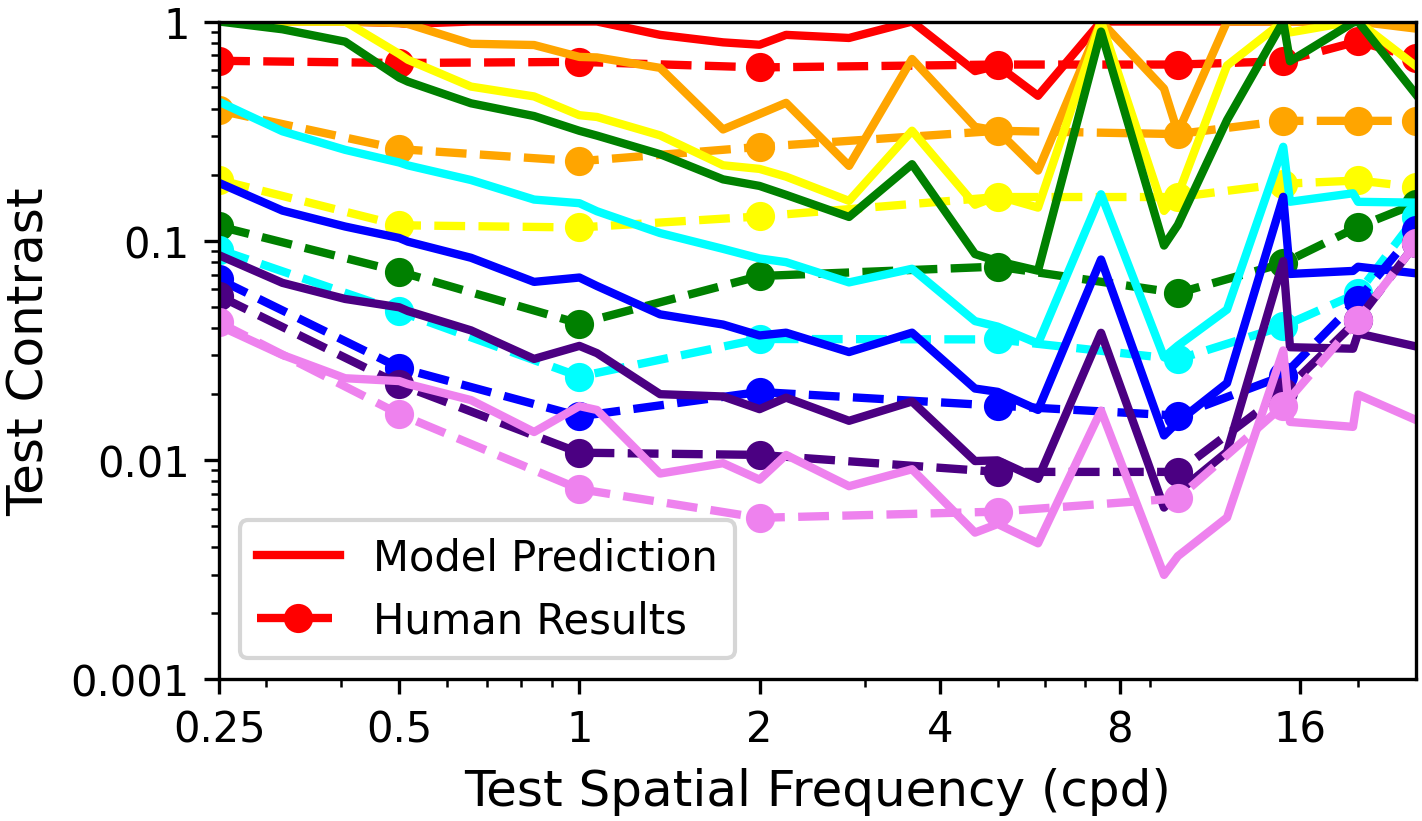 1
0.1
0.01
0.001
Test Contrast
Model Prediction
Human Results
0.25 0.5 1 2 4 8 16
Test Spatial Frequency (cpd)